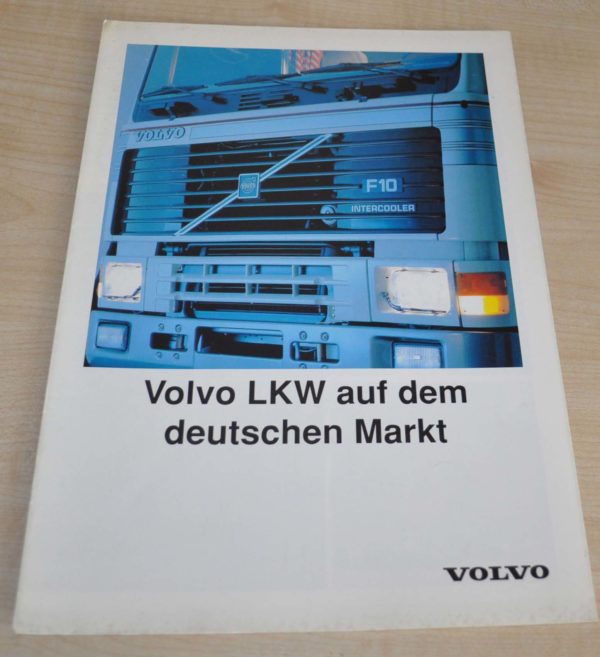 VOLVO
F10
INTERCOOLER
Volvo LKW auf dem
deutschen Markt
VOLVO